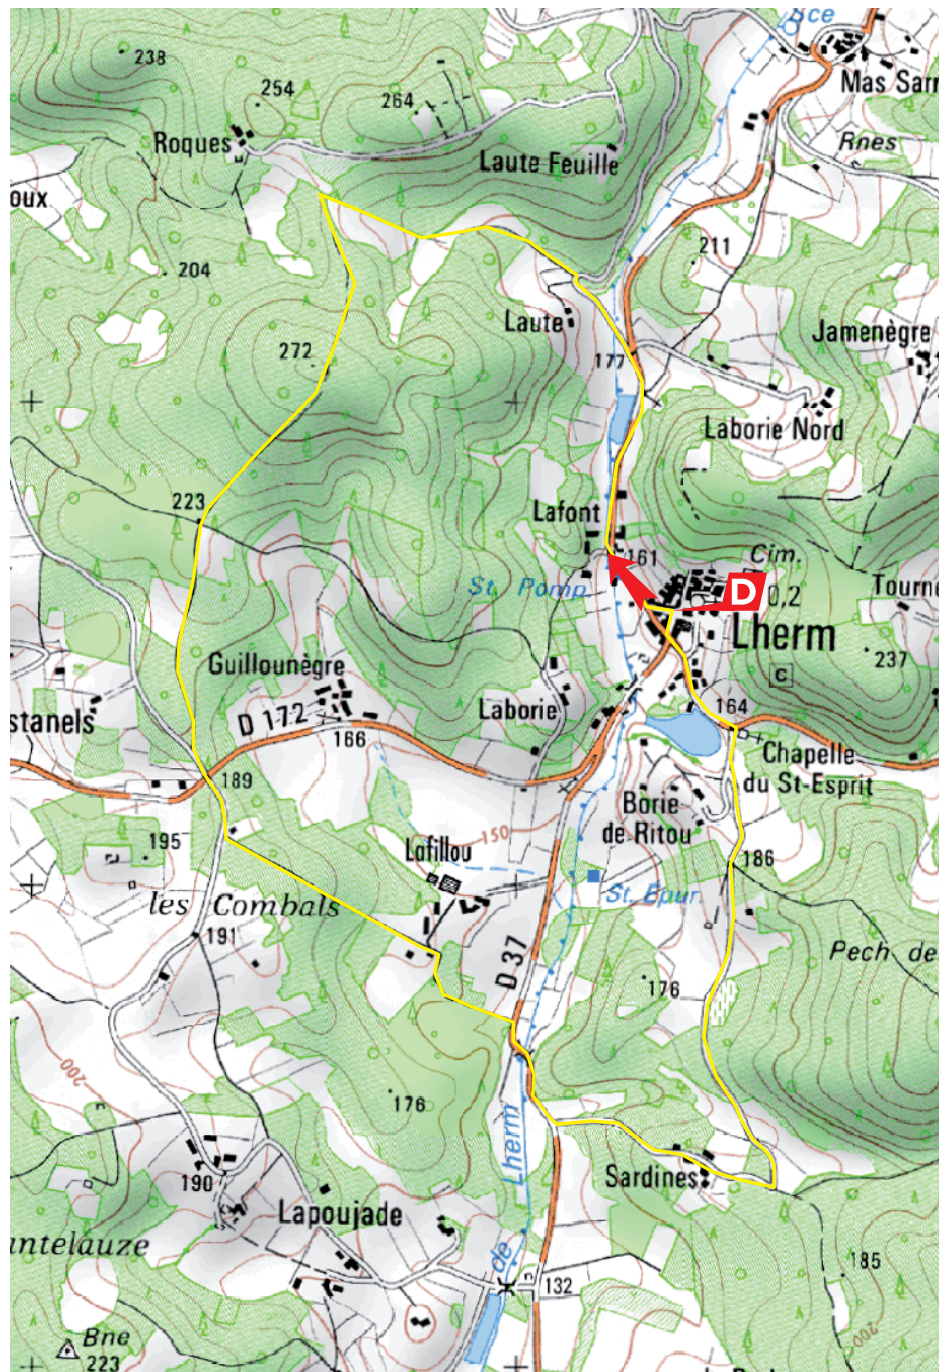 ice
238
Mas Sarr
254
264
Rnes
Roques
Laute Feuille
oux
211
204
Laute
Jamenègre
272
177
Laborie Nord
223
Lafont
161
Cim.
St. Pomp
D
0,2
Tourne
Lherm
237
Guillounègre
C
stanels
D 172
Laborie
164
166
Chapelle
du St-Esprit
189
Borie
de Ritou
195
150
Lafillou
186
St. Epur
les Combals
191
Pech de
D 37
176
200
176
Lherm
Sardines
190
Lapoujade
antelauze
de
185
132
Bne
223
200